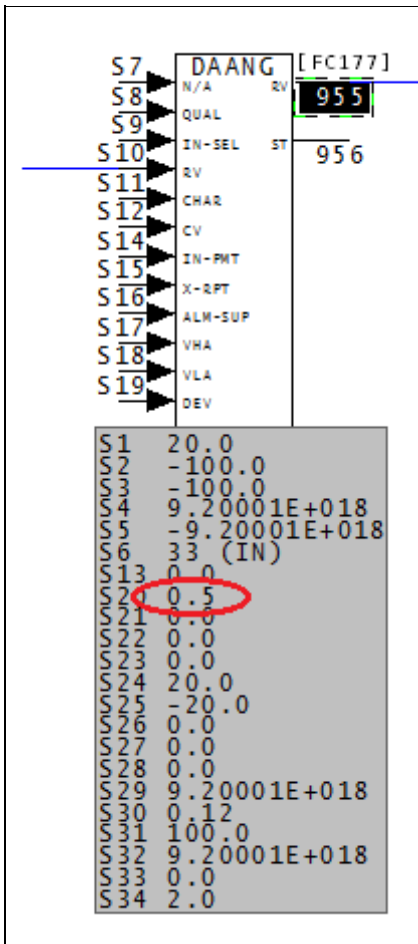 S7 DAANG [FC177]
N/A RV 955
S8
QUAL
S9
IN-SEL ST 956
S10
RV
S11
CHAR
S12
CV
S14
IN-PMT
S15
X-RPT
S16
ALM-SUP
S17
VHA
S18
VLA
S19
DEV
S1 20.0
S2 -100.0
S3 -100.0
S4 9.20001E+018
S5 -9.20001E+018
S6 33 (IN)
S13 0.0
S20 0.5
S21 0.0
S22 0.0
S23 0.0
S24 20.0
S25 -20.0
S26 0.0
S27 0.0
S28 0.0
S29 9.20001E+018
S30 0.12
S31 100.0
S32 9.20001E+018
S33 0.0
S34 2.0